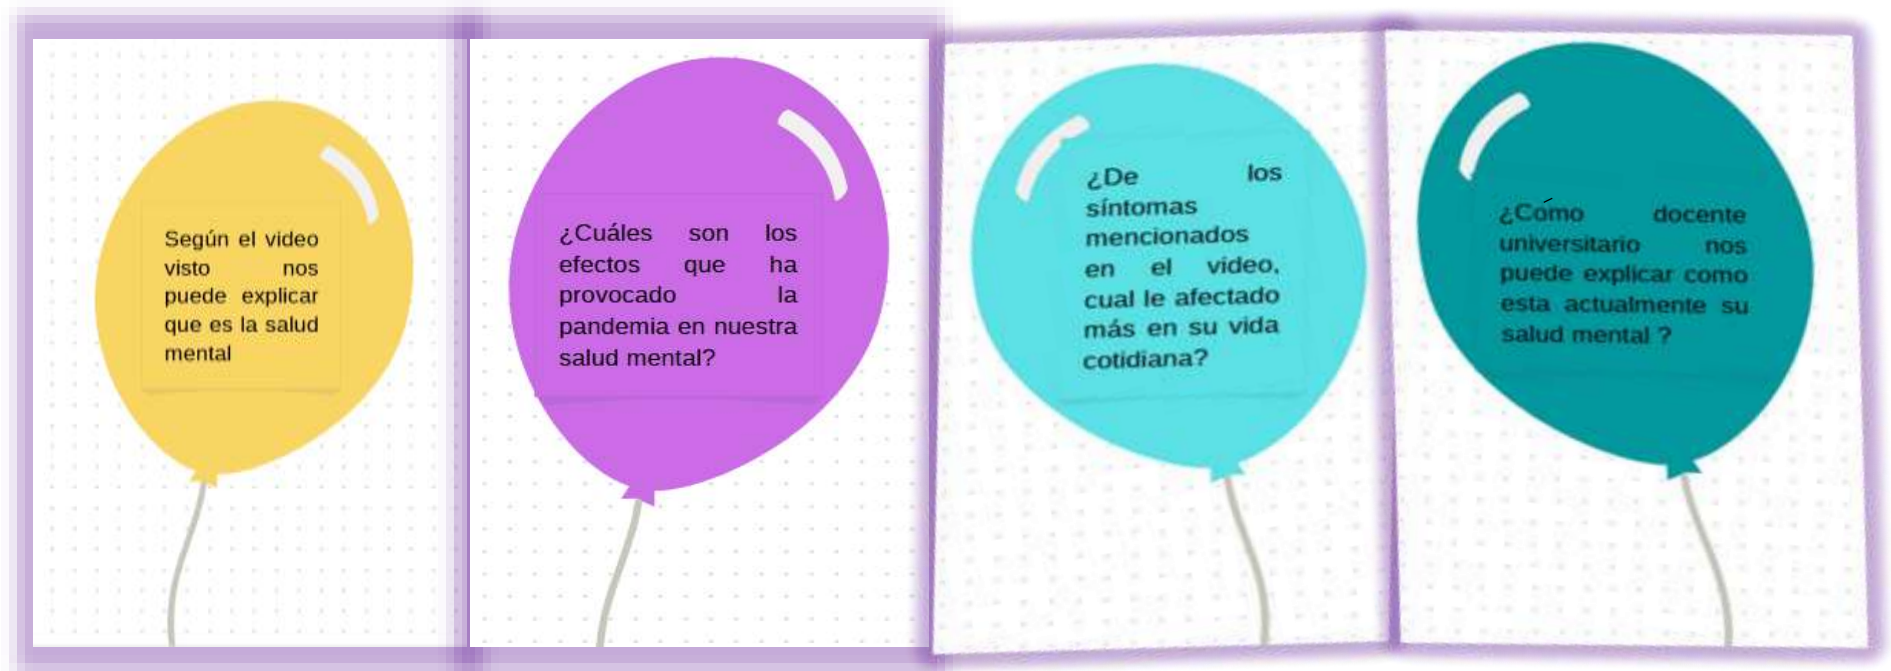 Según el video
visto nos
puede explicar
que es la salud
mental
¿Cuáles son los
efectos que ha
provocado la
pandemia en nuestra
salud mental?
¿De los
síntomas
mencionados
en el video,
cual le afectado
más en su vida
cotidiana?
¿Cómo docente
universitario nos
puede explicar como
esta actualmente su
salud mental ?